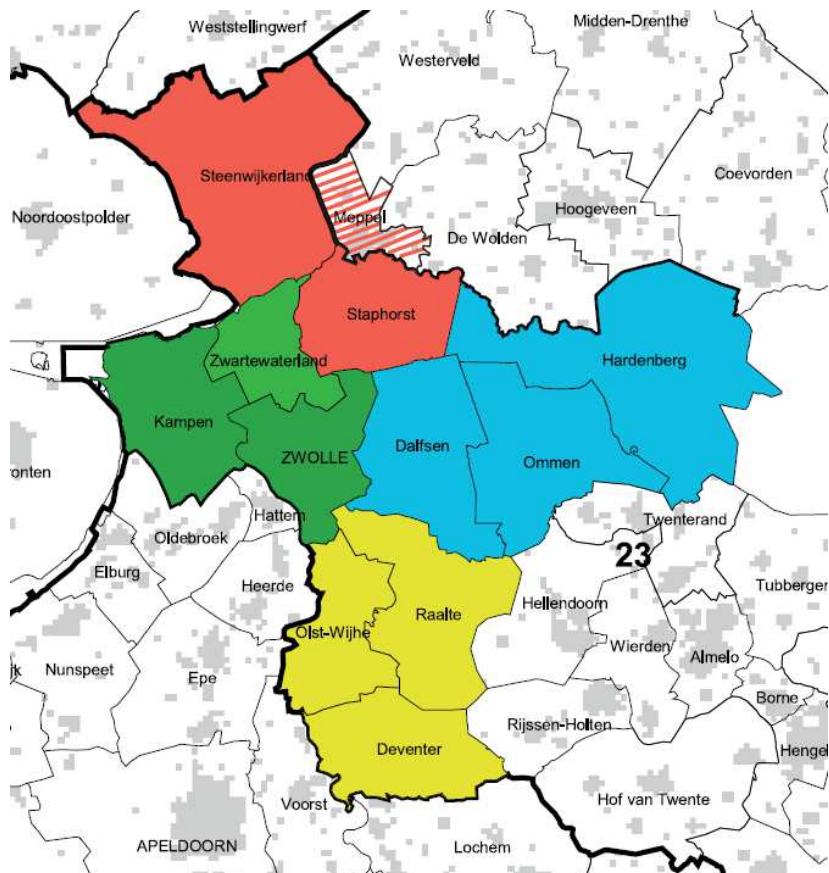 Weststellingwerf
Midden-Drenthe
Westerveld
Steenwijkerland
Coevorden
Noordoostpolder
Meppel
Hoogeveen
De Wolden
Staphorst
Zwartewaterland
Hardenberg
Kampen
Dalfsen
ZWOLLE
Ommen
ronten
Hattem
Twenterand
Oldebroek
23
Elburg
Heerde
Tubbergen
Hellendoorn
Raalte
Olst-Wijhe
Wierden
Almelo
jk
Nunspeet
Epe
Borne
Rijssen-Holten
Deventer
Hengel
Voorst
Hof van Twente
APELDOORN
Lochem